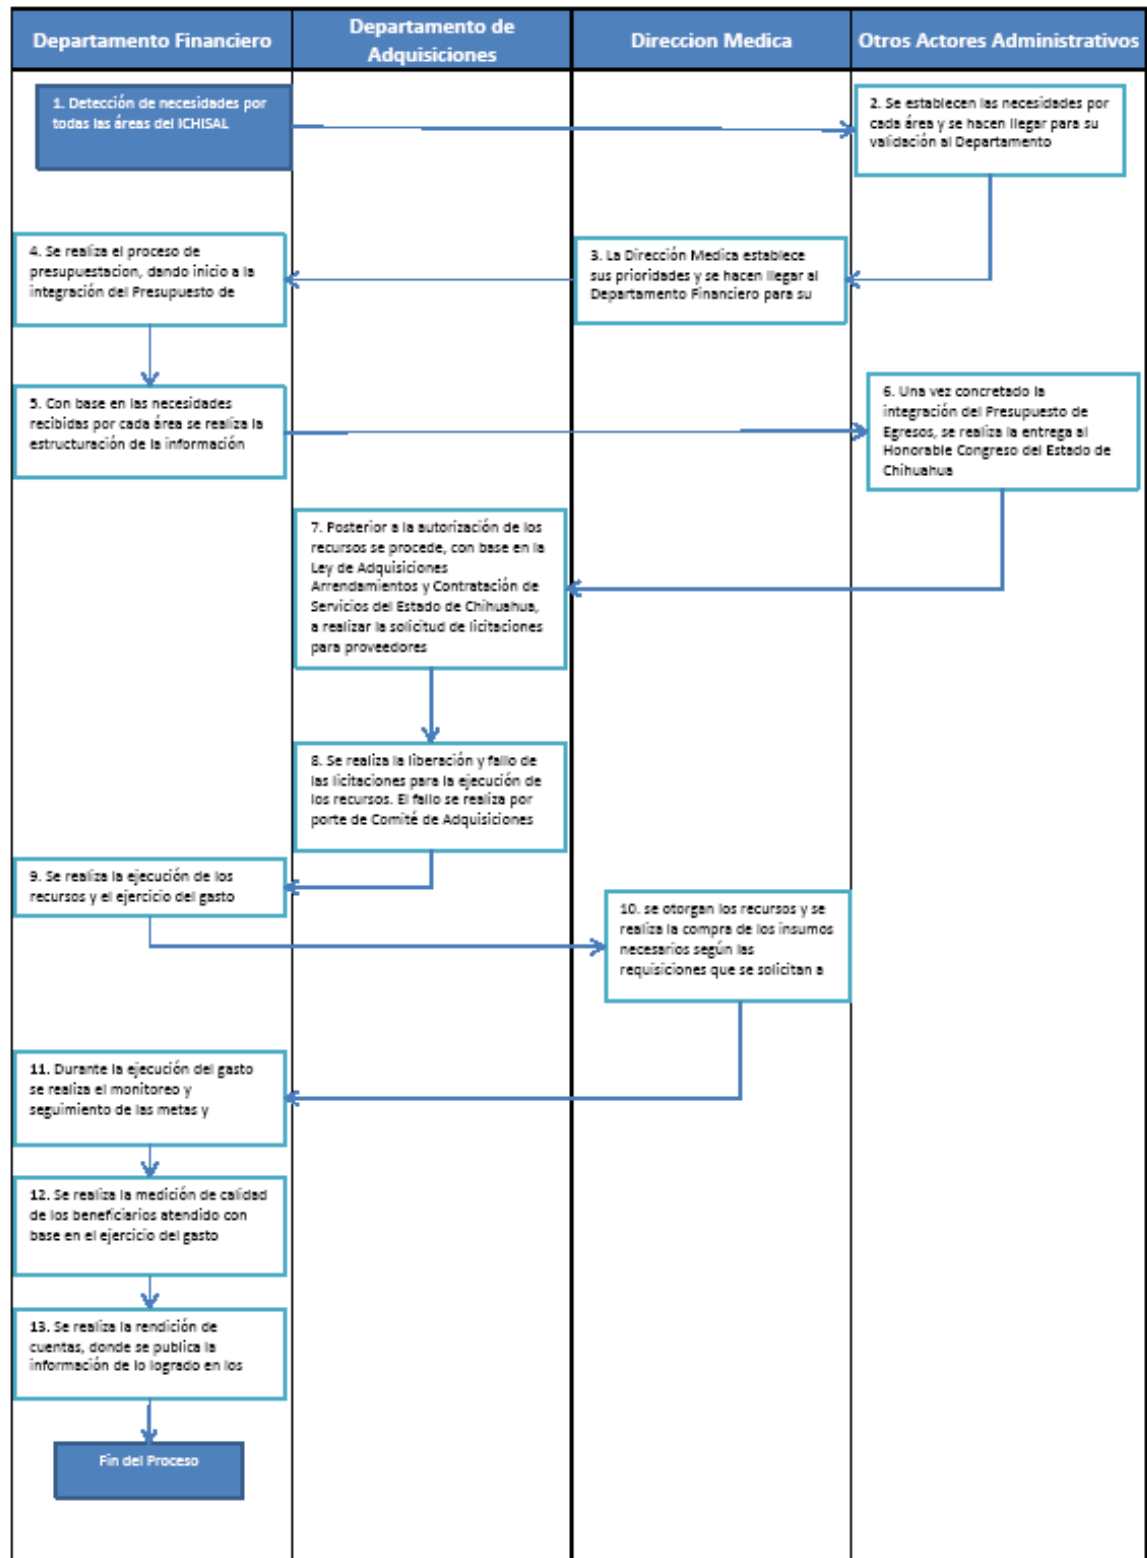 Departamento Financiero
Departamento de
Adquisiciones
Direccion Medica
Otros Actores Administrativos
1. Detección de necesidades por
todas las áreas del ICHISAL
2. Se establecen las necesidades por
cada área y se hacen llegar para su
validación al Departamento
3. La Dirección Medica establece
sus prioridades y se hacen llegar al
Departamento Financiero para su
4. Se realiza el proceso de
presupuestacion, dando inicio a la
integración del Presupuesto de
5. Con base en las necesidades
recibidas por cada área se realiza la
estructuración de la información
6. Una vez concretado la
integración del Presupuesto de
Egresos, se realiza la entrega al
Honorable Congreso del Estado de
Chihuahua
7. Posterior a la autorización de los
recursos se procede, con base en la
Ley de Adquisiciones
Arrendamientos y Contratación de
Servicios del Estado de Chihuahua,
a realizar la solicitud de licitaciones
para proveedores
8. Se realiza la liberación y fallo de
las licitaciones para la ejecución de
los recursos. El fallo se realiza por
porte de Comité de Adquisiciones
9. Se realiza la ejecución de los
recursos y el ejercicio del gasto
10. se otorgan los recursos y se
realiza la compra de los insumos
necesarios según las
requisiciones que se solicitan a
11. Durante la ejecución del gasto
se realiza el monitoreo y
seguimiento de las metas y
12. Se realiza la medición de calidad
de los beneficiarios atendido con
base en el ejercicio del gasto
13. Se realiza la rendición de
cuentas, donde se publica la
información de lo logrado en los
Fin del Proceso